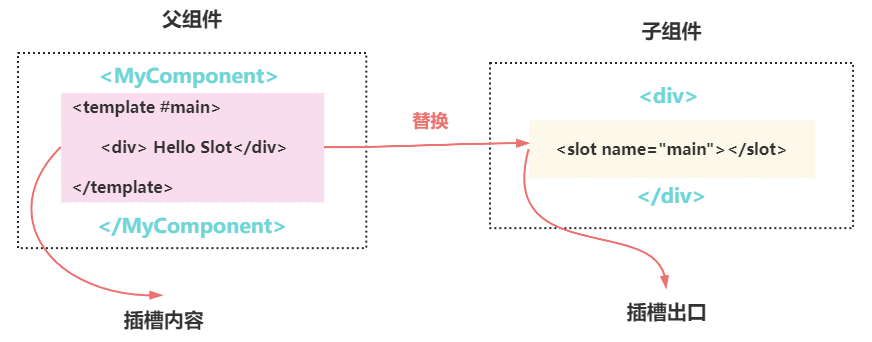 父组件
<MyComponent>
<template #main>
<div> Hello Slot</div>
</template>
</MyComponent>
插槽内容
替换
子组件
<div>
<slot name="main"></slot>
</div>
插槽出口